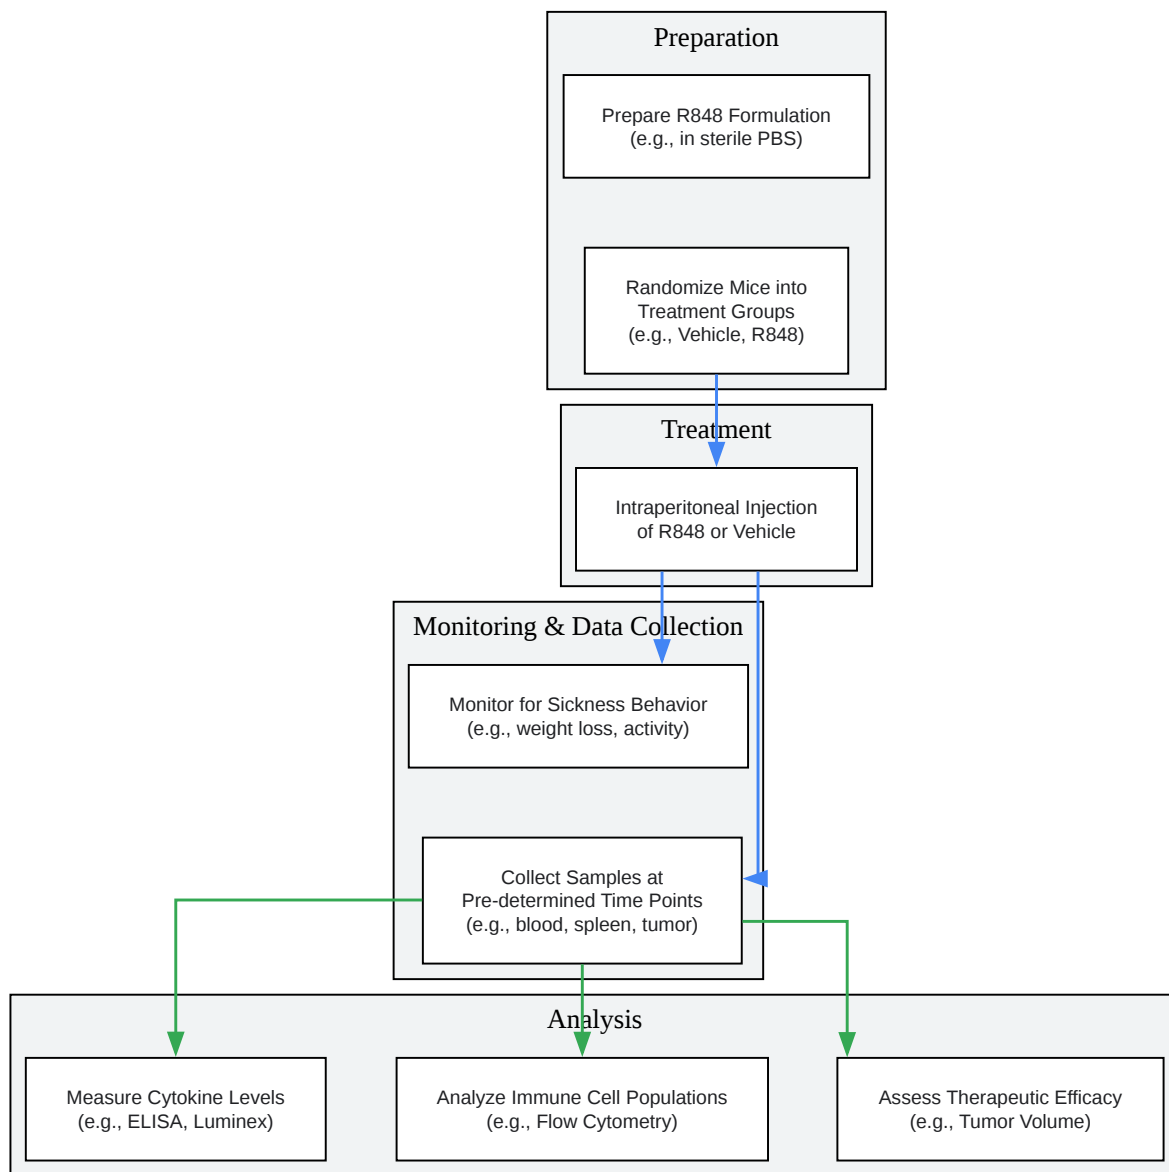 Preparation
Prepare R848 Formulation
(e.g., in sterile PBS)
Randomize Mice into
Treatment Groups
(e.g., Vehicle, R848)
Treatment
Intraperitoneal Injection
of R848 or Vehicle
Monitoring & Data Collection
Monitor for Sickness Behavior
(e.g., weight loss, activity)
Collect Samples at
Pre-determined Time Points
(e.g., blood, spleen, tumor)
Analysis
Measure Cytokine Levels
(e.g., ELISA, Luminex)
Analyze Immune Cell Populations
(e.g., Flow Cytometry)
Assess Therapeutic Efficacy
(e.g., Tumor Volume)